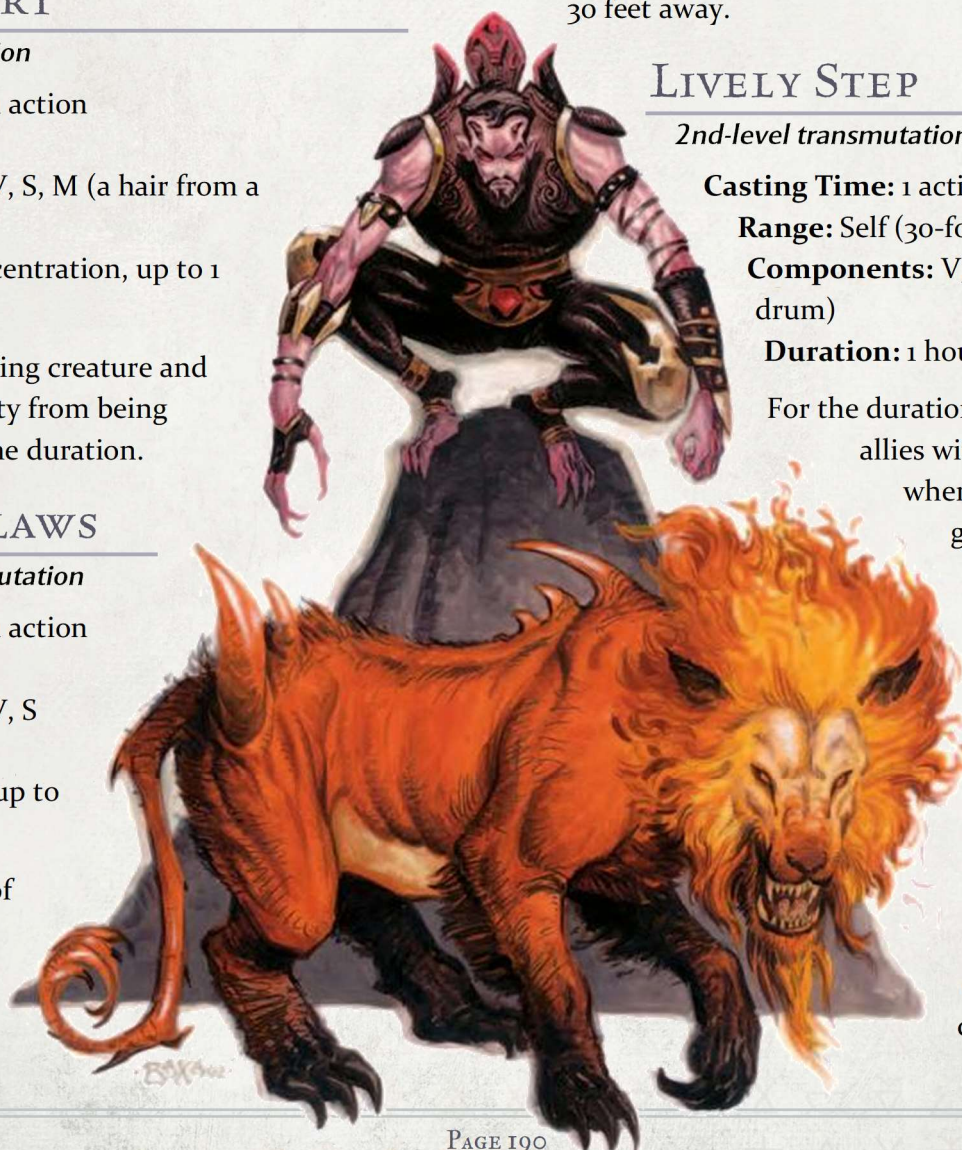 RT
on
action
V, S, M (a hair from a
centration, up to 1
ing creature and
ty from being
he duration.
LAWS
utation
action
V, S
up to
of
30 feet away.
LIVELY STEP
2nd-level transmutation
Casting Time: 1 acti
Range: Self (30-fo
Components: V
drum)
Duration: 1 hou
For the duration
allies wi
when
g
PAGE 190